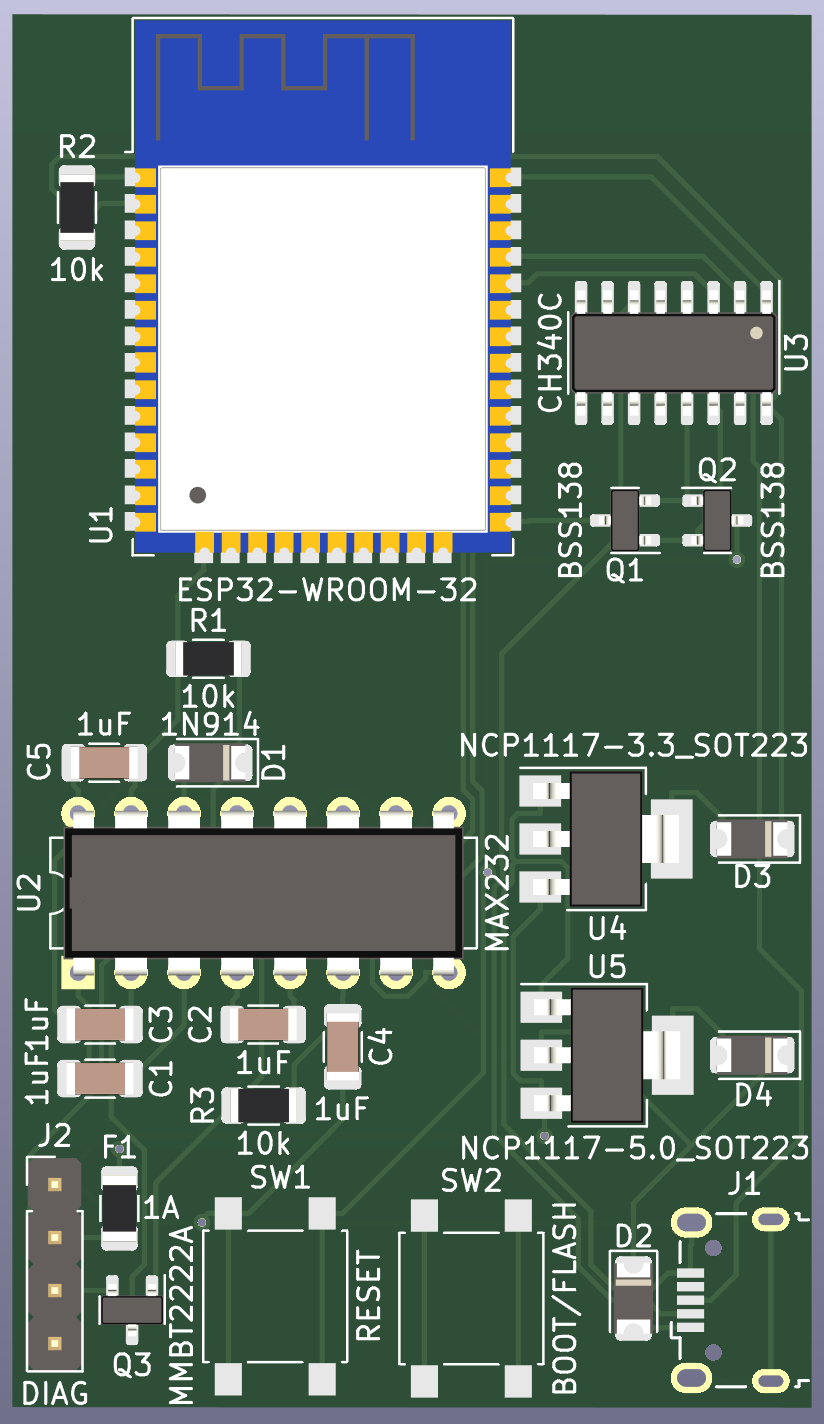 R2
10k
CH340C
U3
U1
Q2
BSS138
BSS138
Q1
ESP32-WROOM-32
R1
10k
1uF
1N914
C5
D1
NCP1117-3.3_SOT223
U2
MAX232
D3
U4
U5
1uF
C3
C2
1uF
C4
1uF
C1
R3
1uF
D4
10k
J2
F1
NCP1117-5.0_SOT223
SW1
SW2
J1
1A
D2
MMBT2222A
RESET
BOOT/FLASH
Q3
DIAG